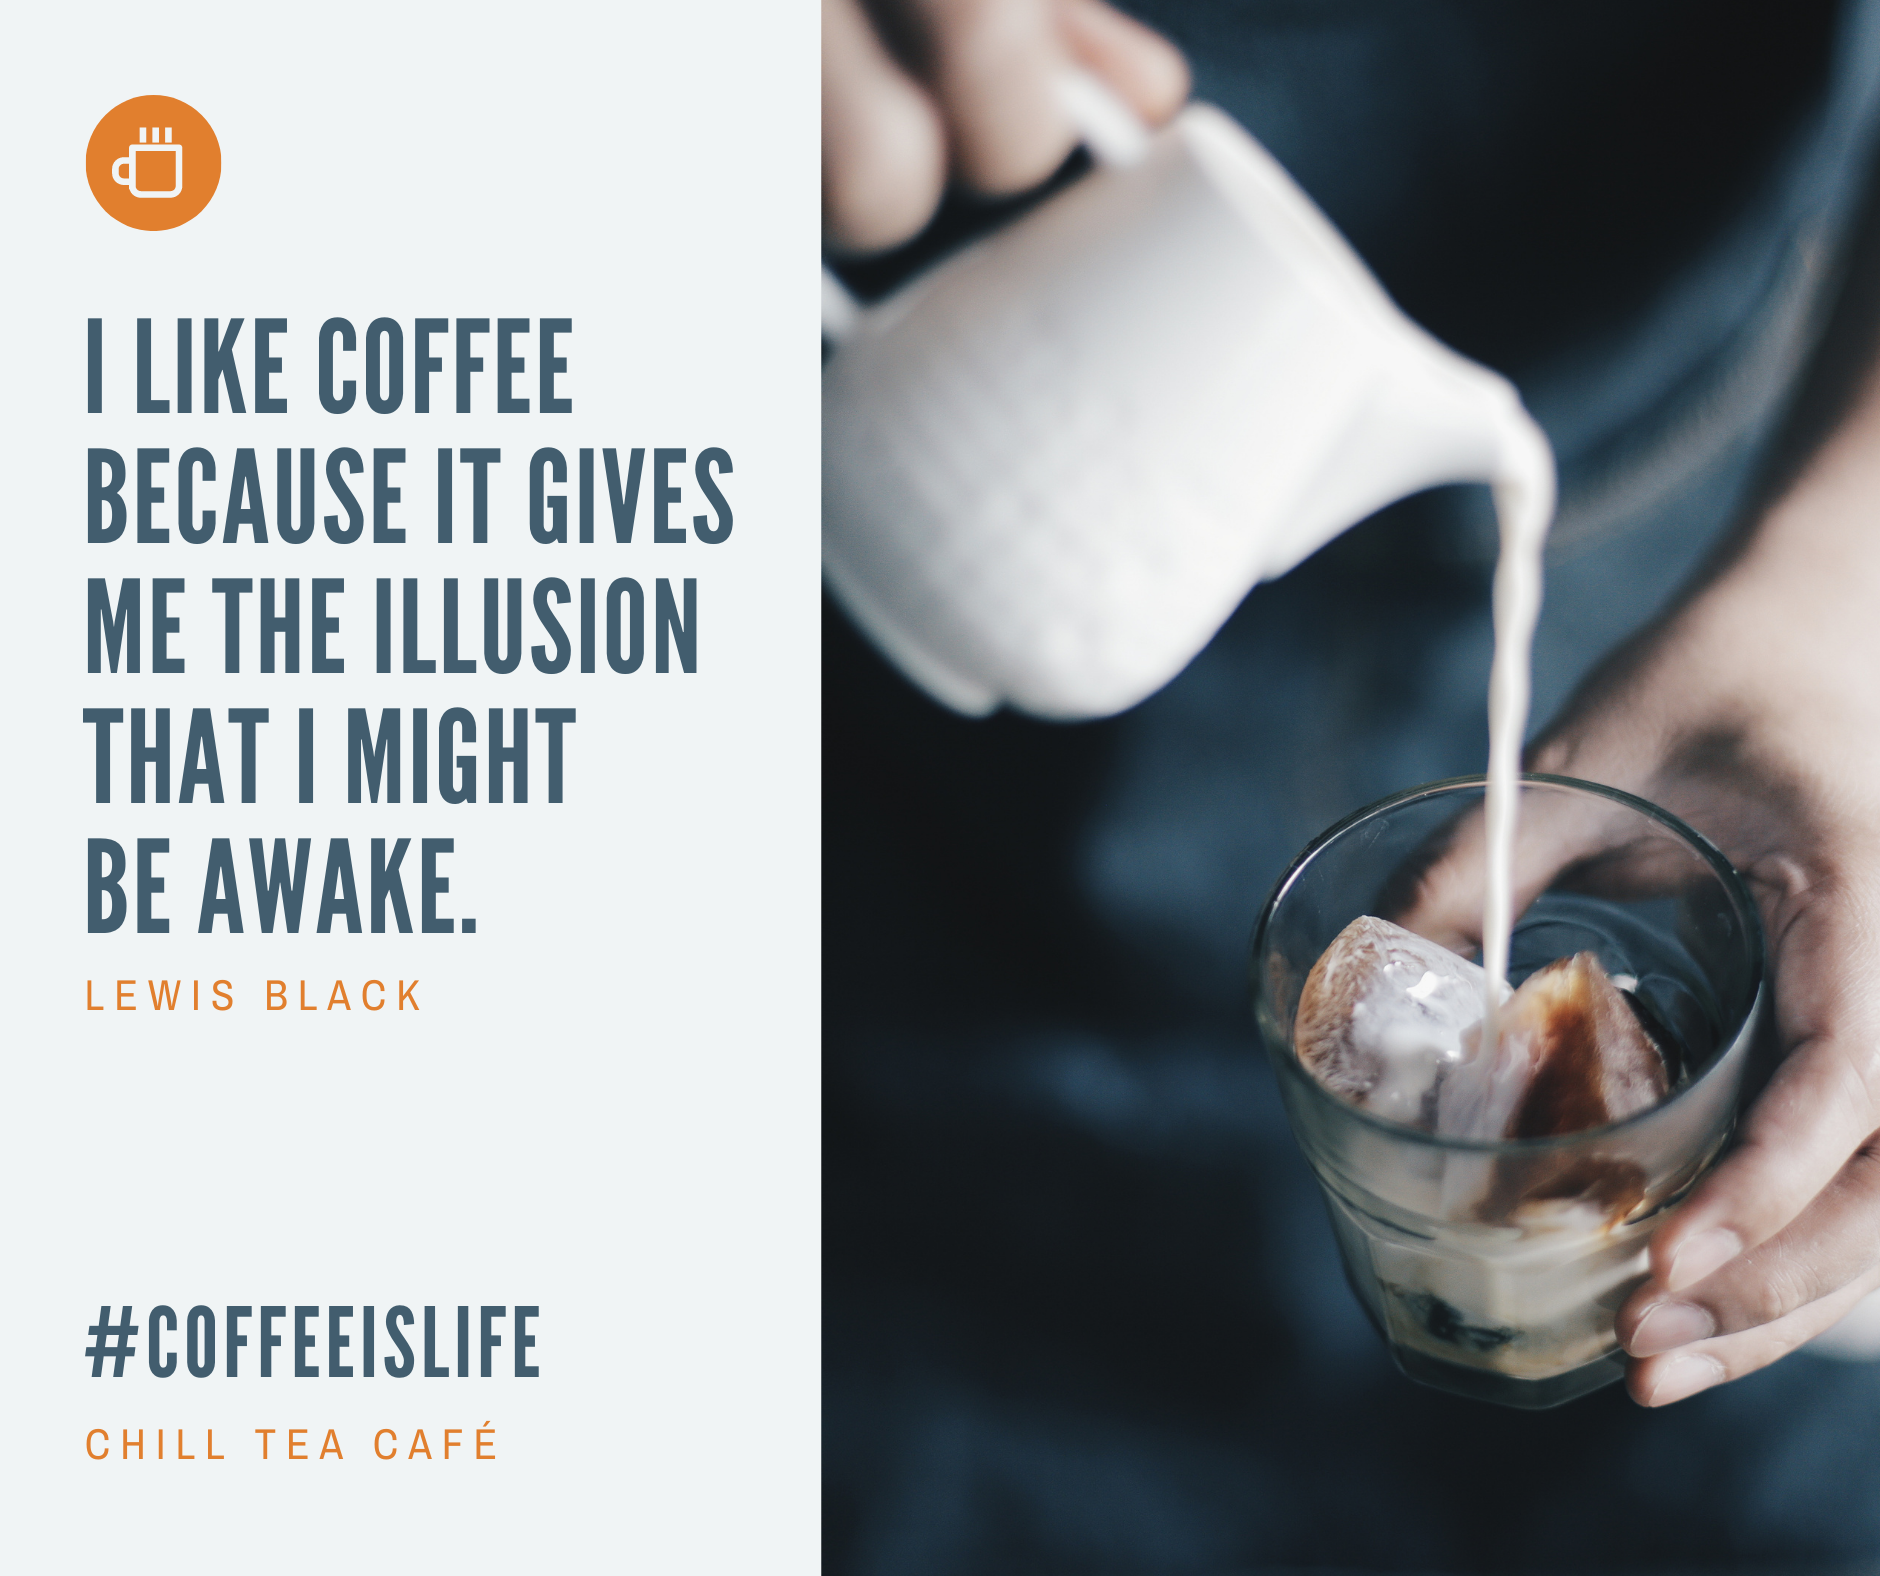 I LIKE COFFEE
BECAUSE IT GIVES
ME THE ILLUSION
THAT I MIGHT
BE AWAKE.
LEWIS BLACK
#COFFEEISLIFE
CHILL TEA CAFÉ